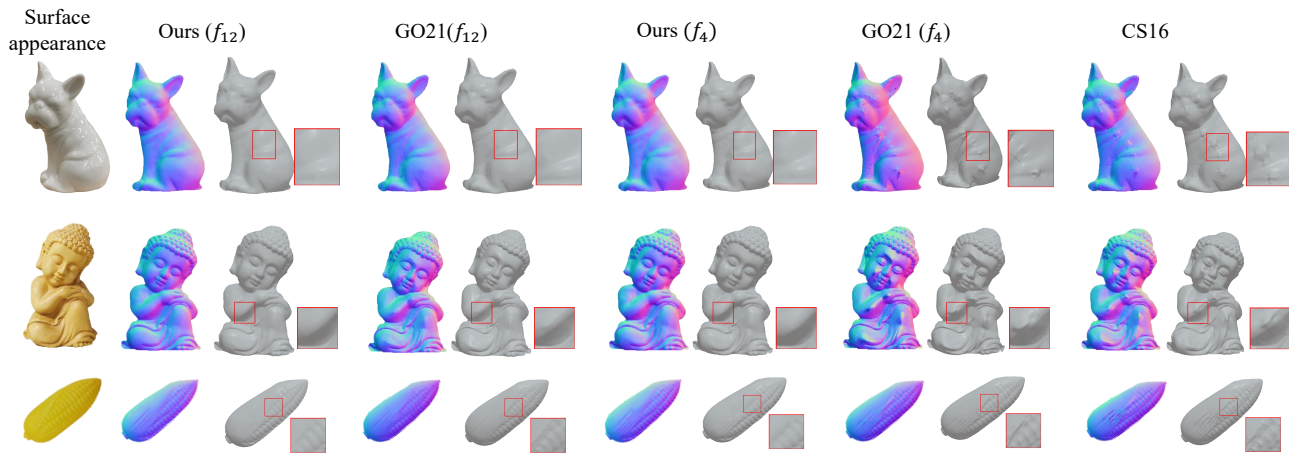 Surface
appearance
Ours (f₁₂)
GO21(f₁₂)
Ours (f₄)
GO21 (f₄)
CS16